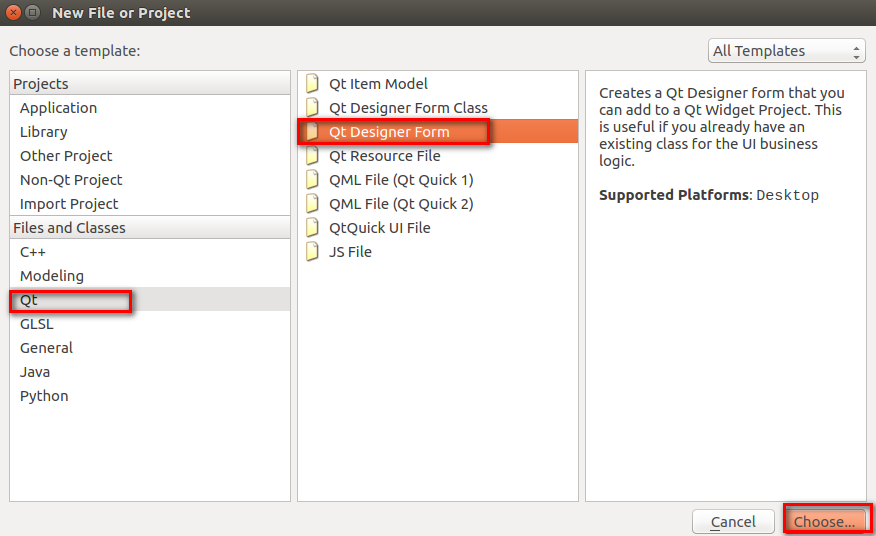 New File or Project
Choose a template:
All Templates
Projects
Application
Library
Other Project
Non-Qt Project
Import Project
Files and Classes
C++
Modeling
Qt
GLSL
General
Java
Python
Qt Item Model
Qt Designer Form Class
Qt Designer Form
Qt Resource File
QML File (Qt Quick 1)
QML File (Qt Quick 2)
QtQuick UI File
JS File
Creates a Qt Designer form that you
can add to a Qt Widget Project. This
is useful if you already have an
existing class for the UI business
logic.
Supported Platforms: Desktop
Cancel
Choose...